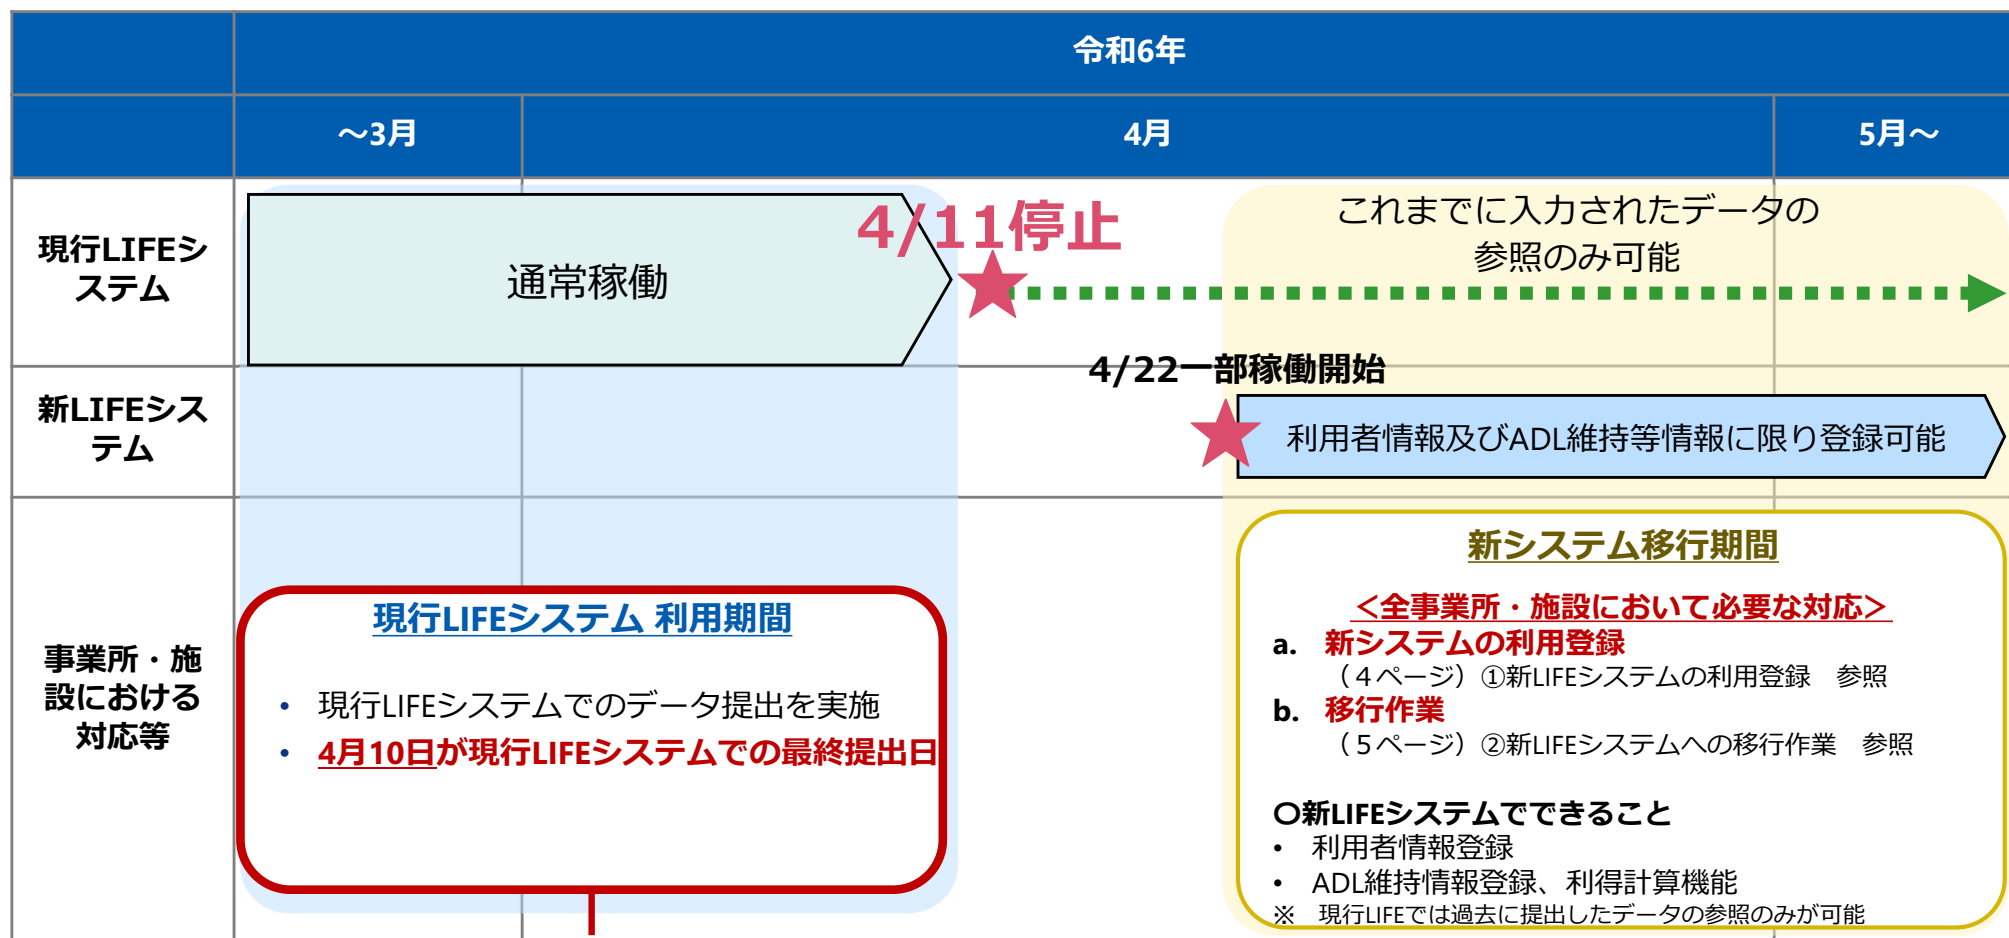 令和6年
～3月
4月
5月～
現行LIFEシ
ステム
通常稼働
4/11停止
これまでに入力されたデータの
参照のみ可能
新LIFEシス
テム
4/22一部稼働開始
利用者情報及びADL維持等情報に限り登録可能
事業所・施
設における
対応等
現行LIFEシステム 利用期間
• 現行LIFEシステムでのデータ提出を実施
• 4月10日が現行LIFEシステムでの最終提出日
新システム移行期間
＜全事業所・施設において必要な対応＞
a. 新システムの利用登録
（４ページ）①新LIFEシステムの利用登録　参照
b. 移行作業
（５ページ）②新LIFEシステムへの移行作業　参照
〇新LIFEシステムでできること
• 利用者情報登録
• ADL維持情報登録、利得計算機能
※　現行LIFEでは過去に提出したデータの参照のみが可能